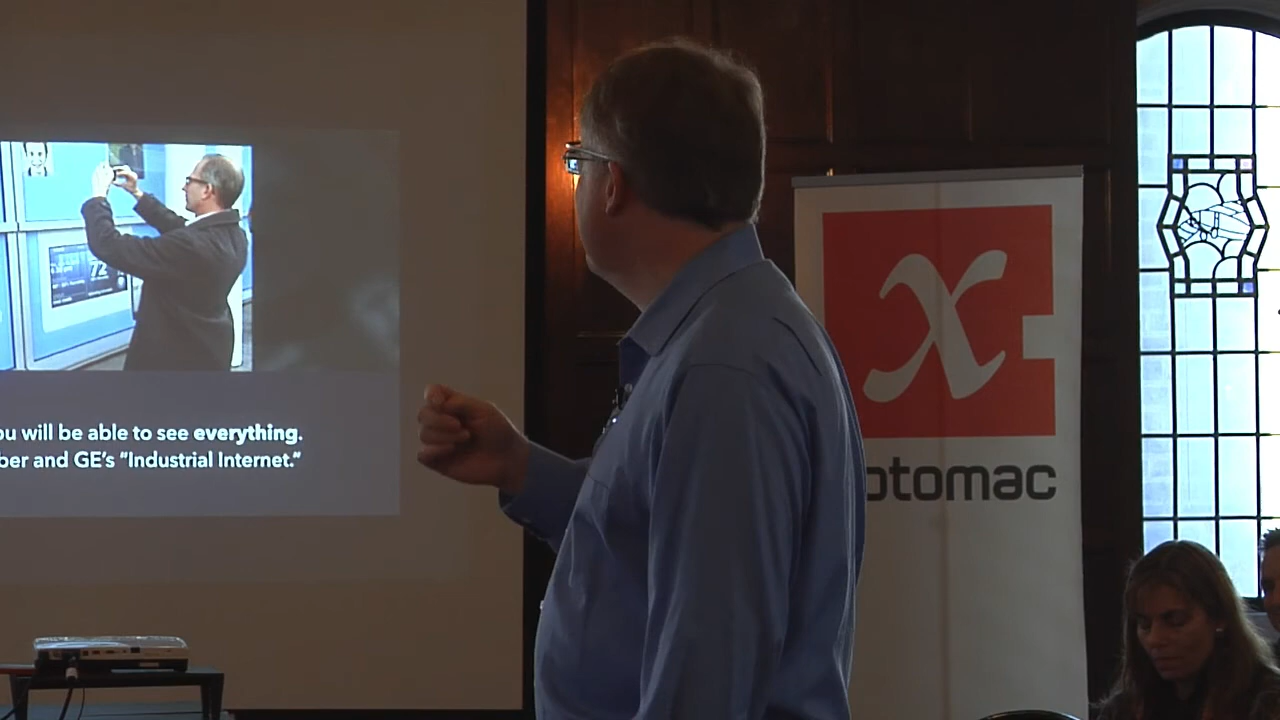 72
ou will be able to see everything.
ber and GE's "Industrial Internet."
x
otomac